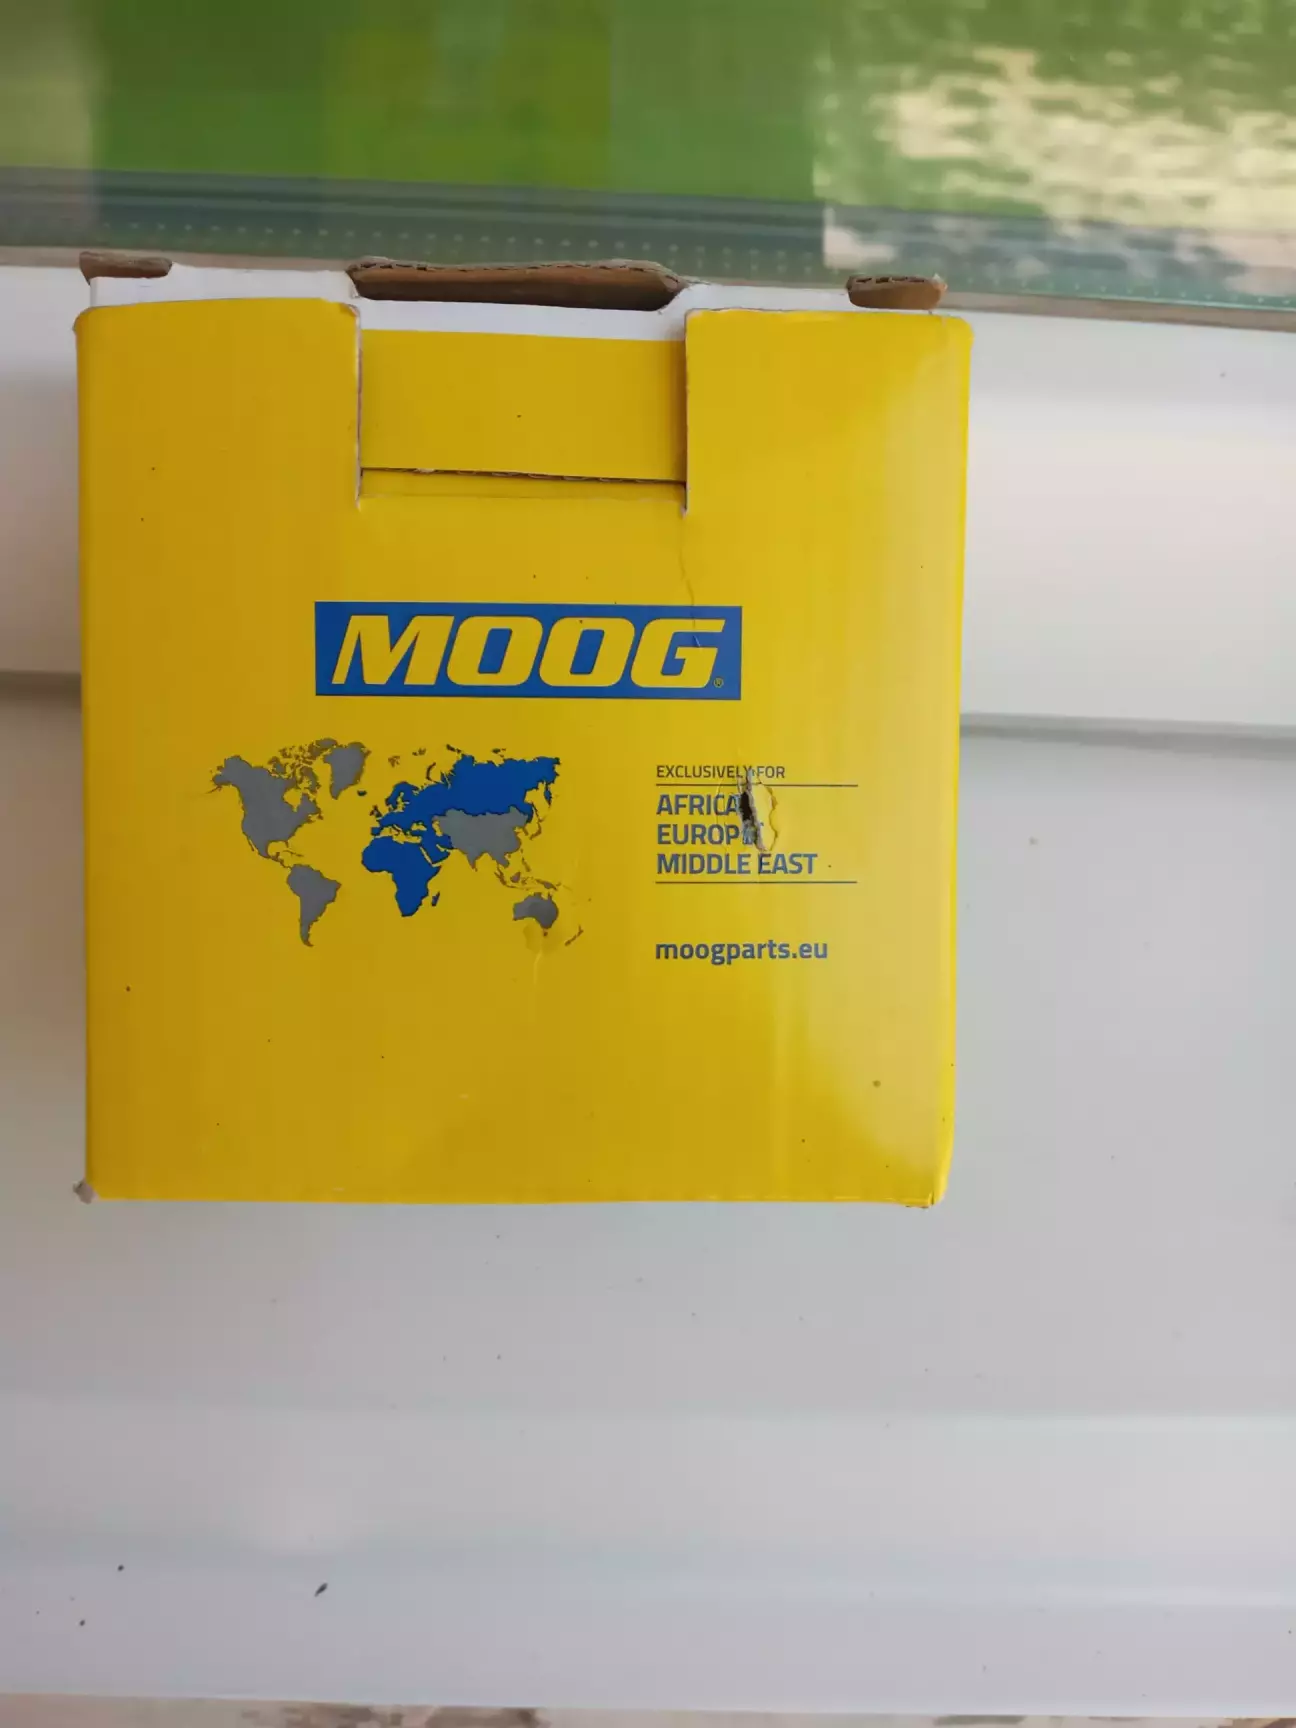 MOOG®
EXCLUSIVELY FOR
AFRICA
EUROPE
MIDDLE EAST
moogparts.eu